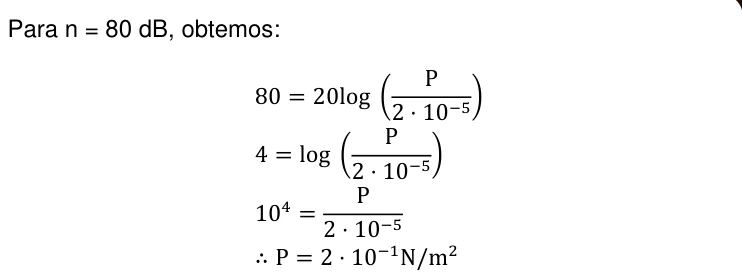 Para n = 80 dB, obtemos:
80 = 20log (P / 2 · 10⁻⁵)
4 = log (P / 2 · 10⁻⁵)
10⁴ = P / 2 · 10⁻⁵
∴ P = 2 · 10⁻¹N/m²